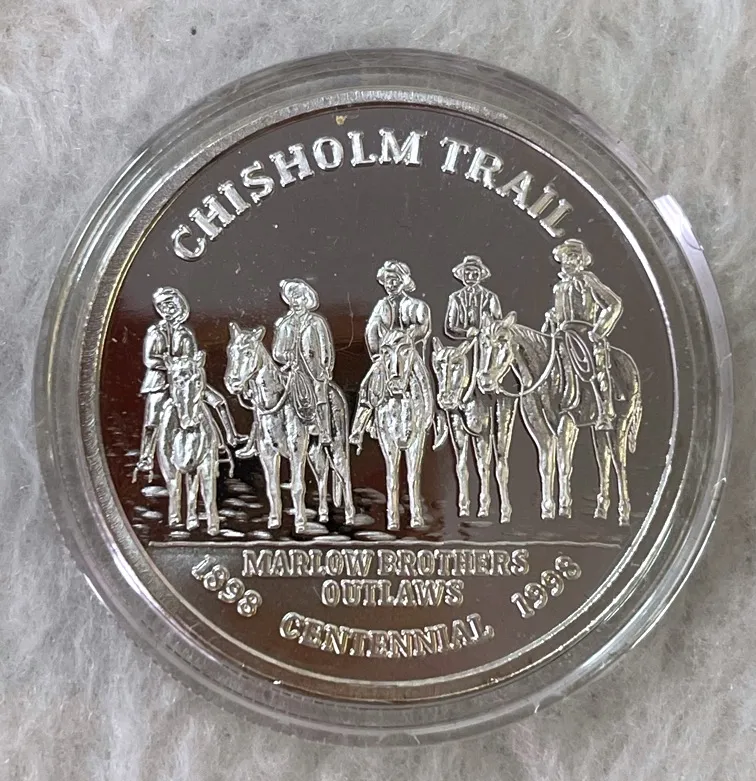 CHISHOLM TRAIL
MARLOW BROTHERS
OUTLAWS
1898 1998
CENTENNIAL